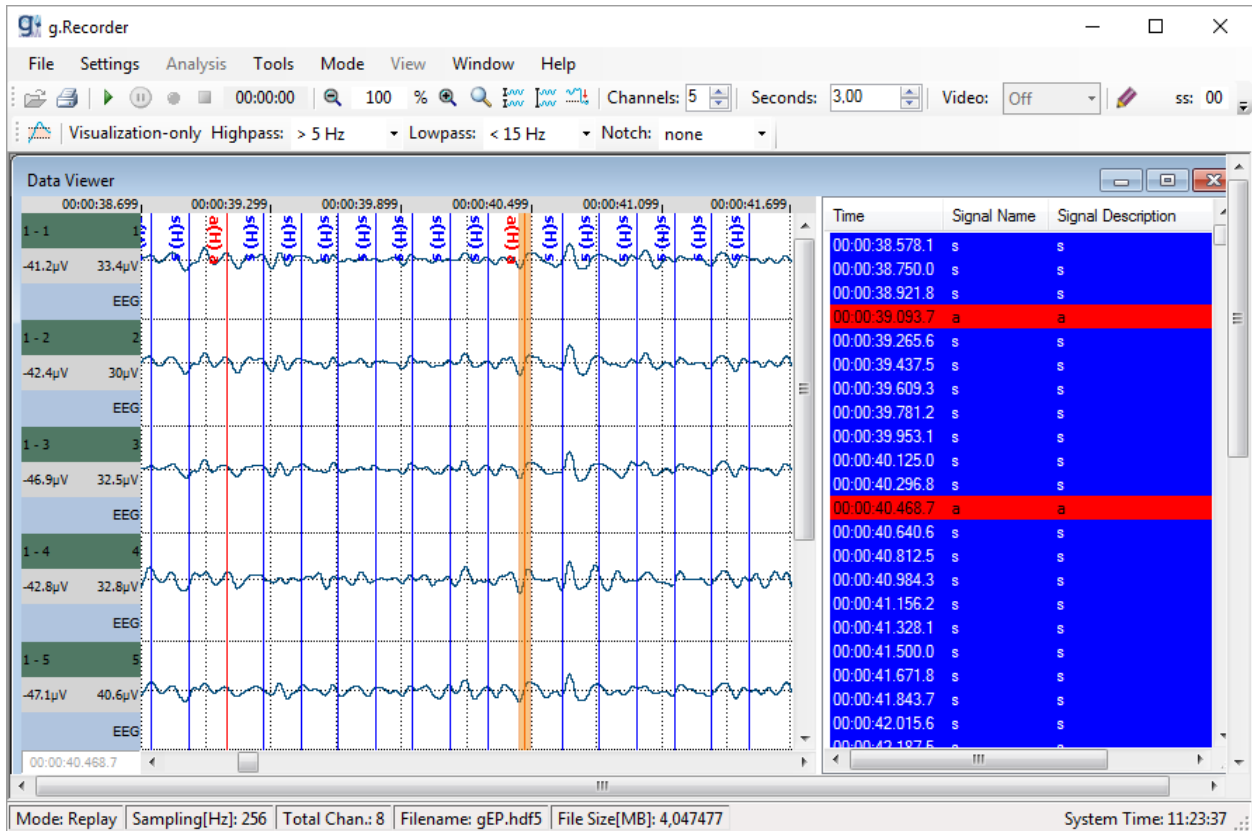 g.Recorder
File Settings Analysis Tools Mode View Window Help
00:00:00 100 % Channels: 5 Seconds: 3,00 Video: Off ss: 00
Visualization-only Highpass: > 5 Hz Lowpass: < 15 Hz Notch: none
Data Viewer
00:00:38.699 00:00:39.299 00:00:39.899 00:00:40.499 00:00:41.099 00:00:41.699
s (H)s a(H) a s (H)s s (H)s s (H)s s (H)s s (H)s s (H)s s (H)s a(H) a s (H)s s (H)s s (H)s s (H)s s (H)s s (H)s
1 - 1 1
-41.2µV 33.4µV
EEG
1 - 2 2
-42.4µV 30µV
EEG
1 - 3 3
-46.9µV 32.5µV
EEG
1 - 4 4
-42.8µV 32.8µV
EEG
1 - 5 5
-47.1µV 40.6µV
EEG
00:00:40.468.7
Time Signal Name Signal Description
00:00:38.578.1 s s
00:00:38.750.0 s s
00:00:38.921.8 s s
00:00:39.093.7 a a
00:00:39.265.6 s s
00:00:39.437.5 s s
00:00:39.609.3 s s
00:00:39.781.2 s s
00:00:39.953.1 s s
00:00:40.125.0 s s
00:00:40.296.8 s s
00:00:40.468.7 a a
00:00:40.640.6 s s
00:00:40.812.5 s s
00:00:40.984.3 s s
00:00:41.156.2 s s
00:00:41.328.1 s s
00:00:41.500.0 s s
00:00:41.671.8 s s
00:00:41.843.7 s s
00:00:42.015.6 s s
00:00:42.187.5 s s
Mode: Replay Sampling[Hz]: 256 Total Chan.: 8 Filename: gEP.hdf5 File Size[MB]: 4,047477 System Time: 11:23:37